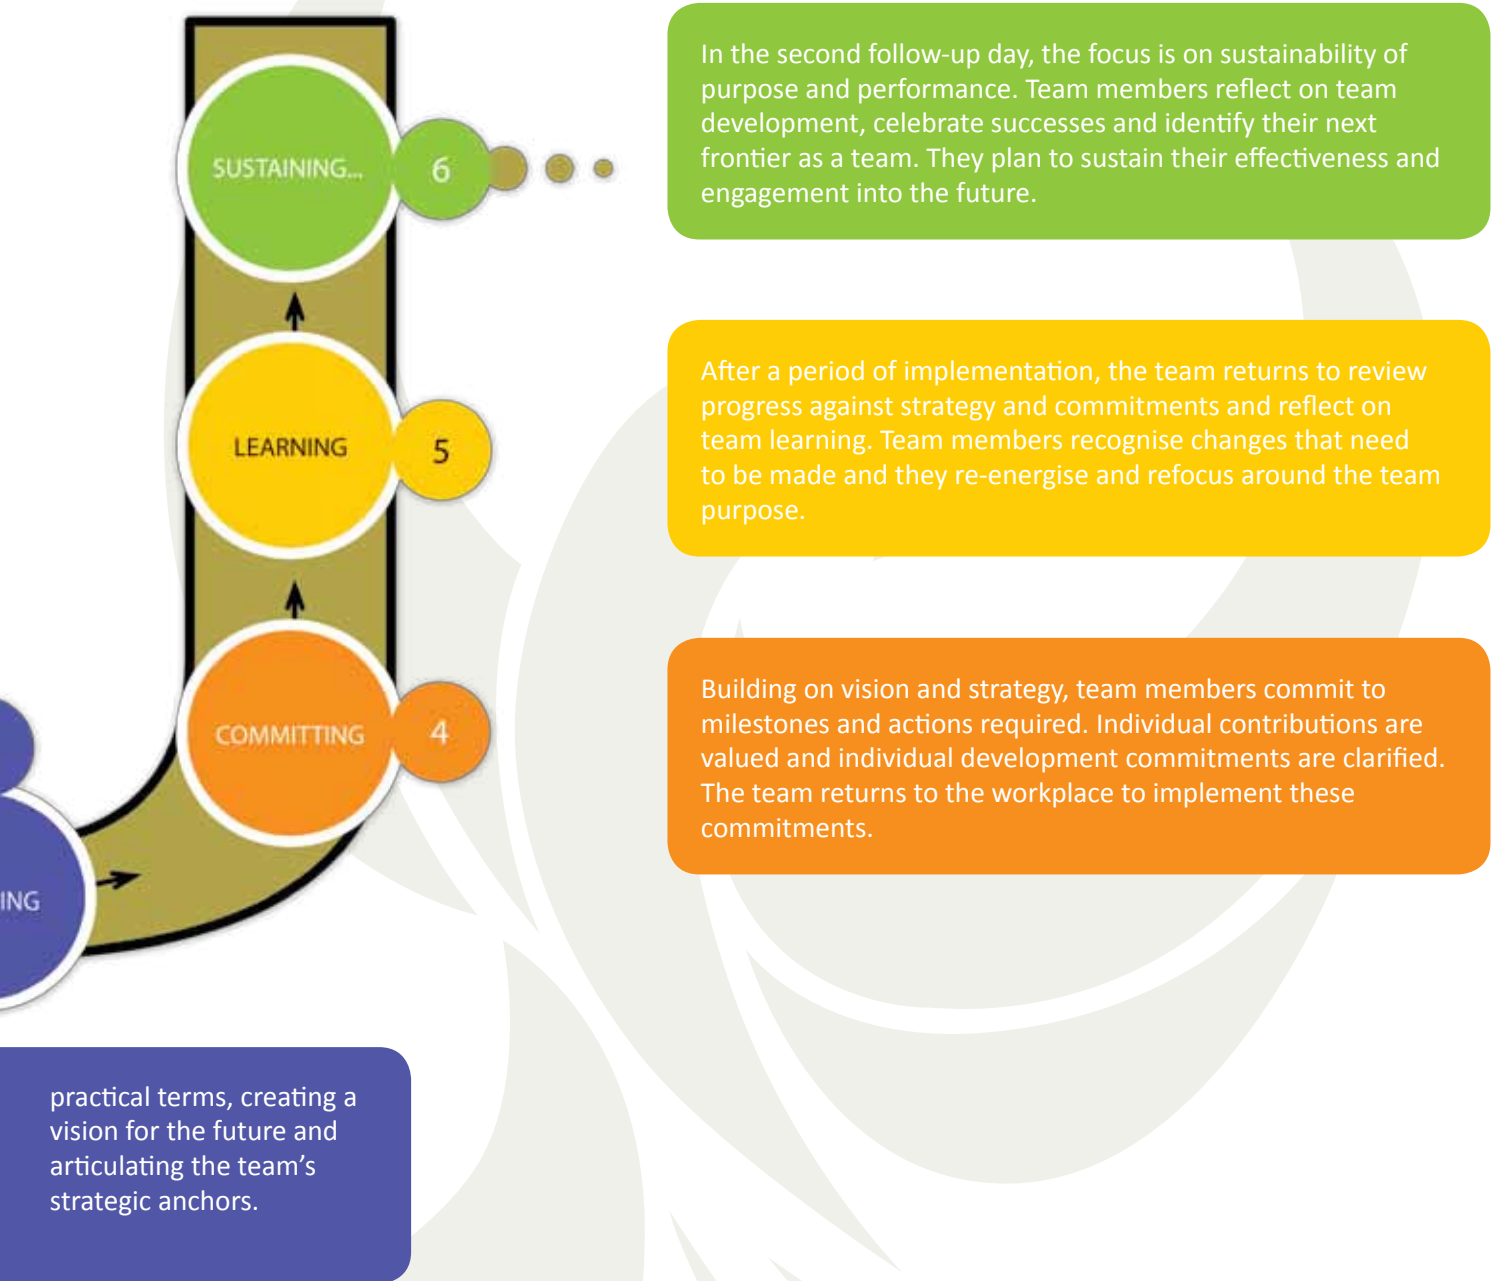 In the second follow-up day, the focus is on sustainability of
purpose and performance. Team members reflect on team
development, celebrate successes and identify their next
frontier as a team. They plan to sustain their effectiveness and
engagement into the future.
SUSTAINING...
6
After a period of implementation, the team returns to review
progress against strategy and commitments and reflect on
team learning. Team members recognise changes that need
to be made and they re-energise and refocus around the team
purpose.
LEARNING
5
Building on vision and strategy, team members commit to
milestones and actions required. Individual contributions are
valued and individual development commitments are clarified.
The team returns to the workplace to implement these
commitments.
COMMITTING
4
ING
practical terms, creating a
vision for the future and
articulating the team’s
strategic anchors.